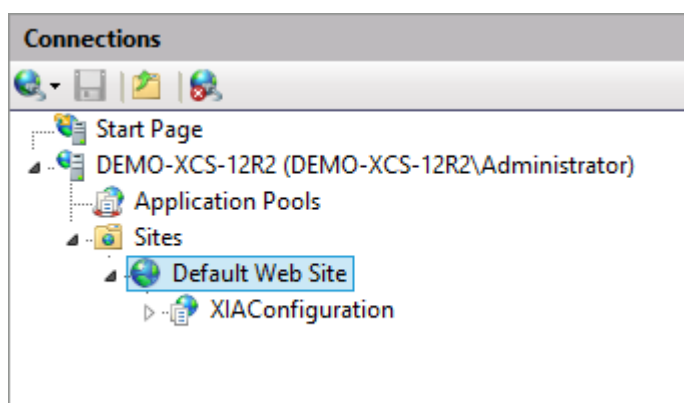 Connections
Start Page
DEMO-XCS-12R2 (DEMO-XCS-12R2\Administrator)
Application Pools
Sites
Default Web Site
XIAConfiguration